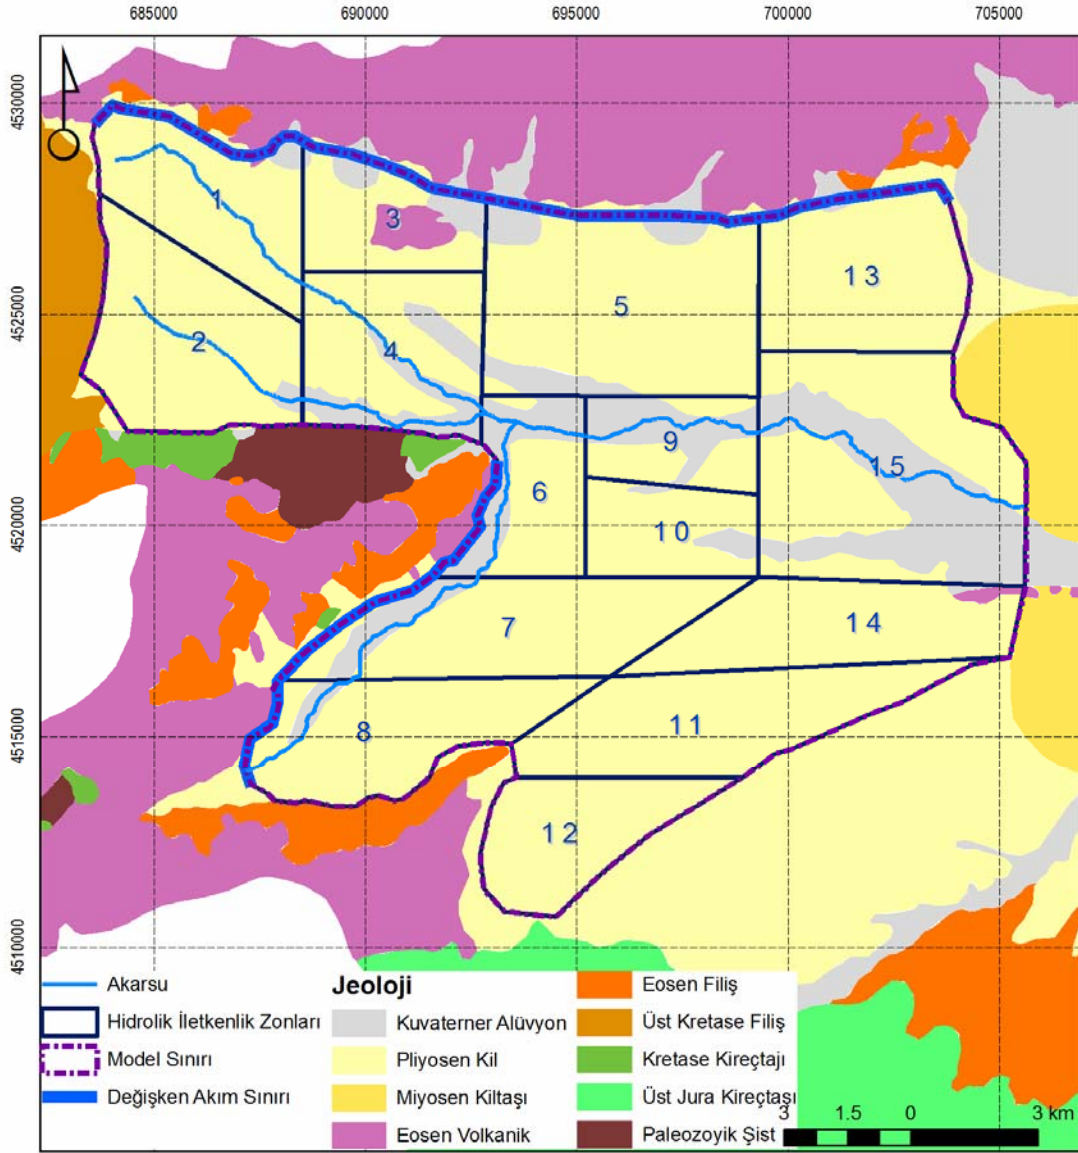 685000 690000 695000 700000 705000
4530000
4525000
4520000
4515000
4510000
1
3
13
5
2
4
9
15
6
10
7
14
8
11
12
Akarsu
Hidrolik İletkenlik Zonları
Model Sınırı
Değişken Akım Sınırı
Jeoloji
Kuvaterner Alüvyon
Pliyosen Kil
Miyosen Kiltaşı
Eosen Volkanik
Eosen Filiş
Üst Kretase Filiş
Kretase Kireçtajı
Üst Jura Kireçtaşı
Paleozoyik Şist
3 1.5 0 3 km